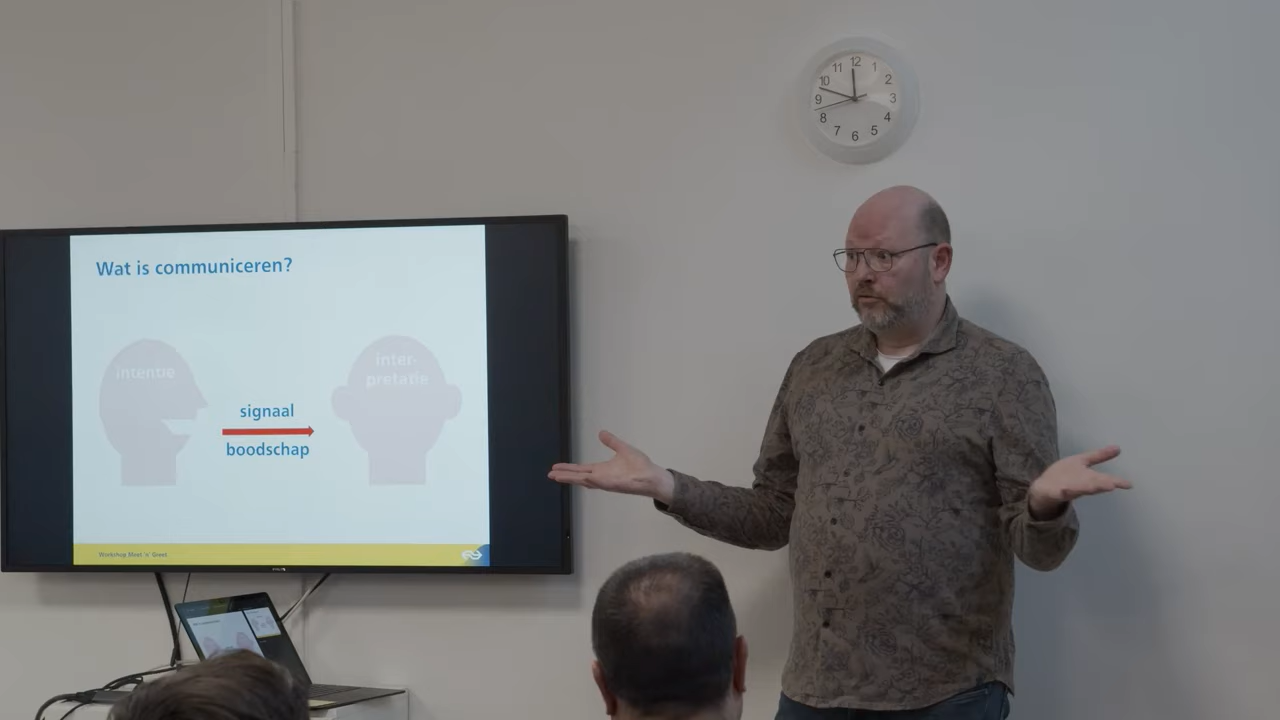 Wat is communiceren?
intentie
inter-
pretatie
signaal
boodschap
Workshop Meet 'n' Greet
PHILIPS
11 12 1
10 2
9 3
8 4
7 6 5